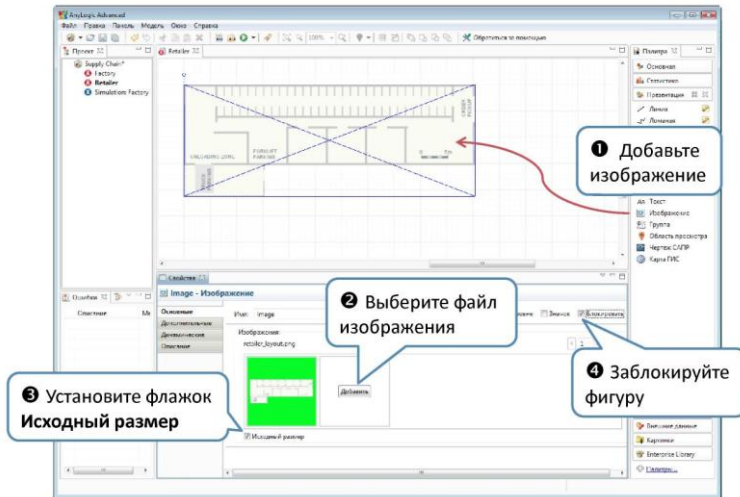 AnyLogic Advanced
Файл Правка Панель Модель Окно Справка
100%
Обратиться за помощью
Проект
Retailer
Палитра
Supply Chain*
Factory
Retailer
Simulation: Factory
Основная
Статистика
Презентация
Линия
Ломаная
❶ Добавьте
изображение
UNLOADING ZONE
FORKLIFT PARKING
Текст
Изображение
Группа
Область просмотра
Чертеж САПР
Карта ГИС
Свойства
Image - Изображение
Ошибки
Описание
Основные
Дополнительные
Динамические
Описание
Имя: image
Значок
Блокировать
Изображения:
retailer_layout.png
1
Добавить
❷ Выберите файл
изображения
❸ Установите флажок
Исходный размер
❹ Заблокируйте
фигуру
Исходный размер
Внешние данные
Картинки
Enterprise Library
Палитры...